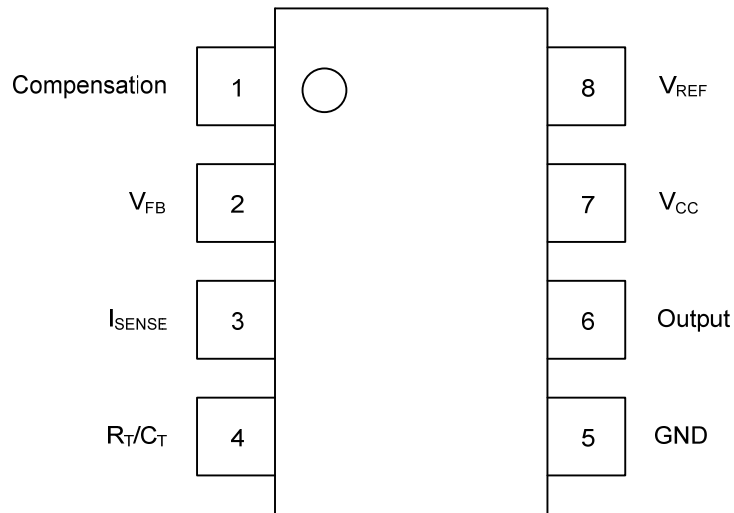 Compensation 1 8 VREF
VFB 2 7 VCC
ISENSE 3 6 Output
RT/CT 4 5 GND